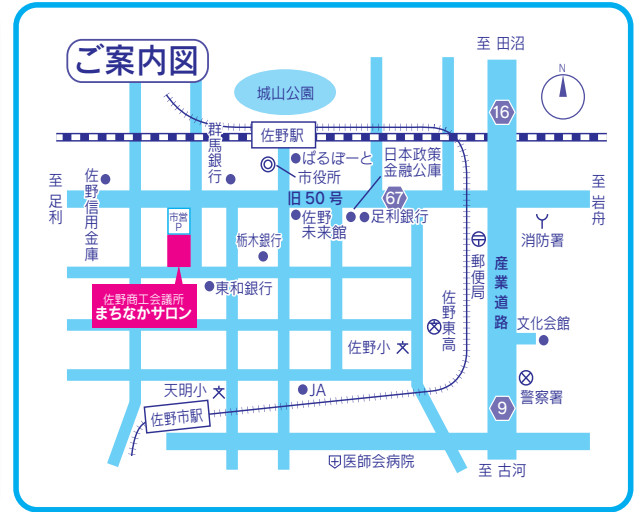 ご案内図
至 田沼
N
城山公園
16
群馬銀行
佐野駅
ぱるぽーと
市役所
日本政策
金融公庫
至 足利
佐野信用金庫
旧50号
67
至 岩舟
市営
P
佐野
未来館
足利銀行
消防署
栃木銀行
郵便局
産業道路
東和銀行
佐野商工会議所
まちなかサロン
佐野東高
文化会館
佐野小
文
天明小
文
JA
警察署
佐野市駅
9
医師会病院
至 古河